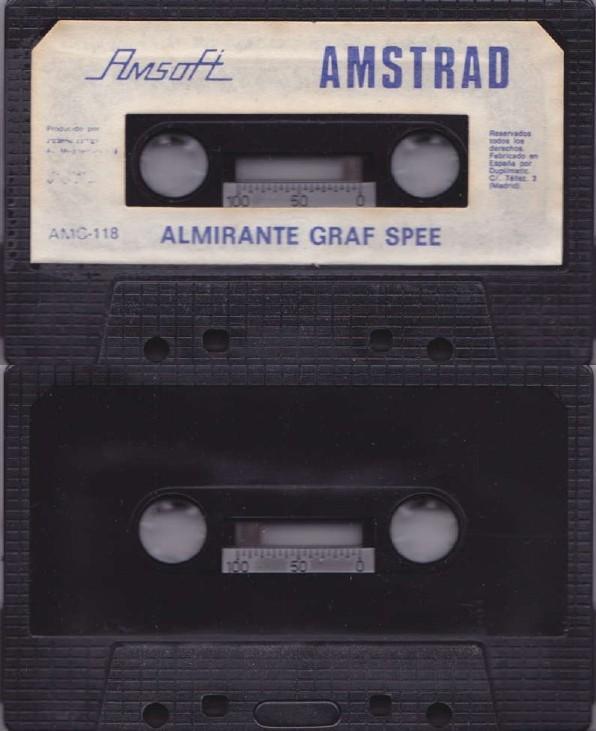 Amsoft
AMSTRAD
Producido por
Reservados
todos los
derechos.
Fabricado en
España por
Duplimatic.
C/. Téllez, 3
(Madrid).
100 50 0
AMC-118
ALMIRANTE GRAF SPEE
100 50 0